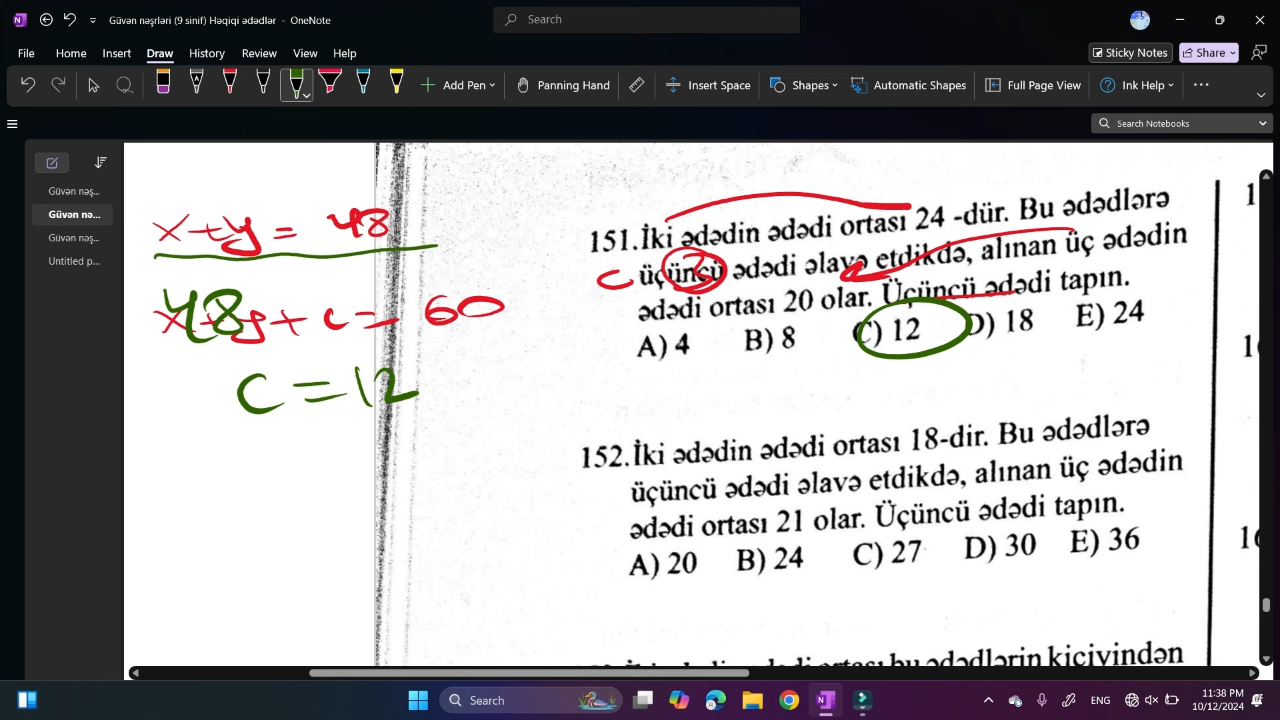 Güvən nəşrləri (9 sinif) Həqiqi ədədlər - OneNote
Search
File Home Insert Draw History Review View Help
Sticky Notes Share
Add Pen Panning Hand Insert Space Shapes Automatic Shapes Full Page View Ink Help
Search Notebooks
Güvən nəş...
Güvən nə...
Güvən nəş...
Untitled p...
x+y = 48
48
x+y+c = 60
c = 12
c
3
151. İki ədədin ədədi ortası 24 -dür. Bu ədədlərə
üçüncü ədədi əlavə etdikdə, alınan üç ədədin
ədədi ortası 20 olar. Üçüncü ədədi tapın.
A) 4 B) 8 C) 12 D) 18 E) 24
152. İki ədədin ədədi ortası 18-dir. Bu ədədlərə
üçüncü ədədi əlavə etdikdə, alınan üç ədədin
ədədi ortası 21 olar. Üçüncü ədədi tapın.
A) 20 B) 24 C) 27 D) 30 E) 36
ortası bu ədədlərin kiçiyindən
Search
ENG
11:38 PM
10/12/2024